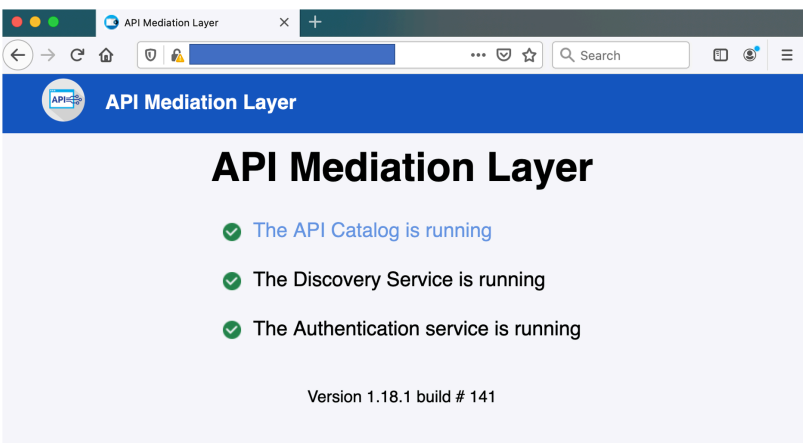 API Mediation Layer
Search
API
API Mediation Layer
API Mediation Layer
The API Catalog is running
The Discovery Service is running
The Authentication service is running
Version 1.18.1 build # 141